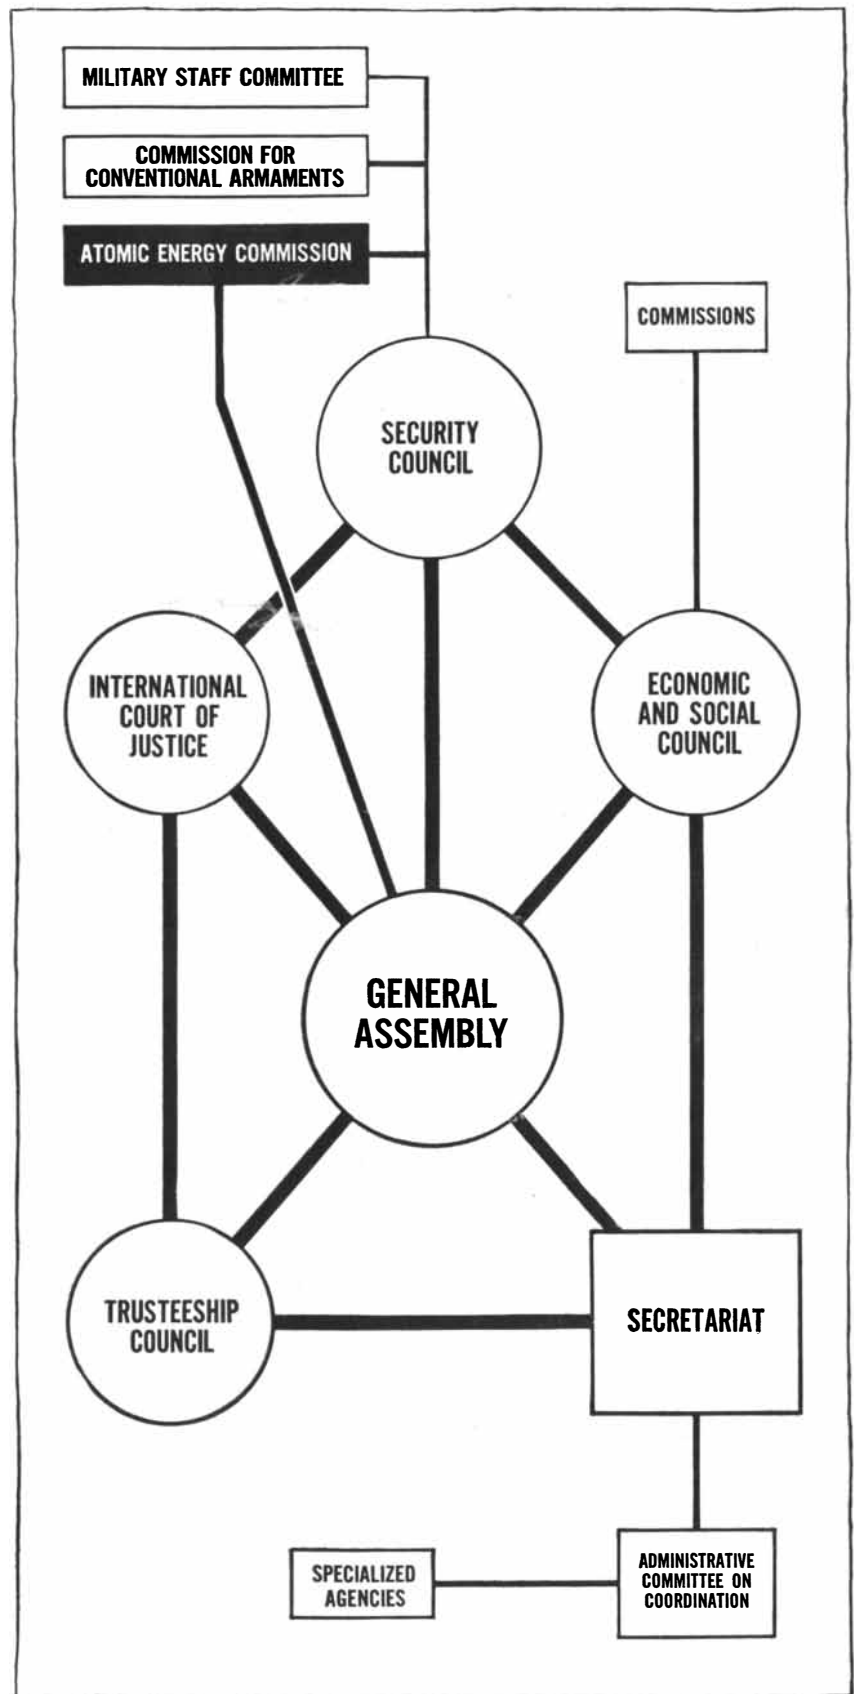 MILITARY STAFF COMMITTEE
COMMISSION FOR
CONVENTIONAL ARMAMENTS
ATOMIC ENERGY COMMISSION
COMMISSIONS
SECURITY
COUNCIL
INTERNATIONAL
COURT OF
JUSTICE
ECONOMIC
AND SOCIAL
COUNCIL
GENERAL
ASSEMBLY
TRUSTEESHIP
COUNCIL
SECRETARIAT
SPECIALIZED
AGENCIES
ADMINISTRATIVE
COMMITTEE ON
COORDINATION